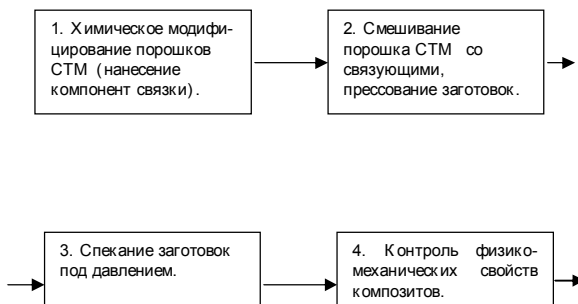 1. Химическое модифи-
цирование порошков
СТМ (нанесение
компонент связки).
2. Смешивание
порошка СТМ со
связующими,
прессование заготовок.
3. Спекание заготовок
под давлением.
4. Контроль физико-
механических свойств
композитов.